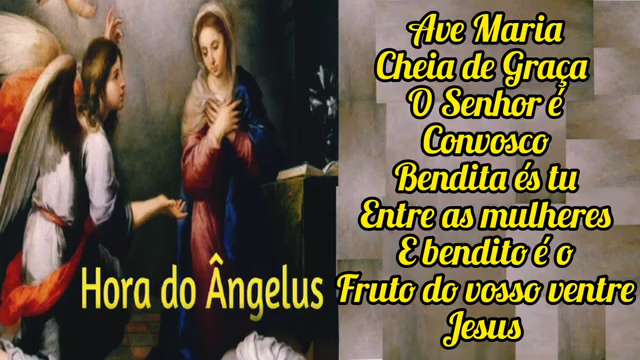 Hora do Ângelus
Ave Maria
Cheia de Graça
O Senhor é
Convosco
Bendita és tu
Entre as mulheres
E bendito é o
Fruto do vosso ventre
Jesus